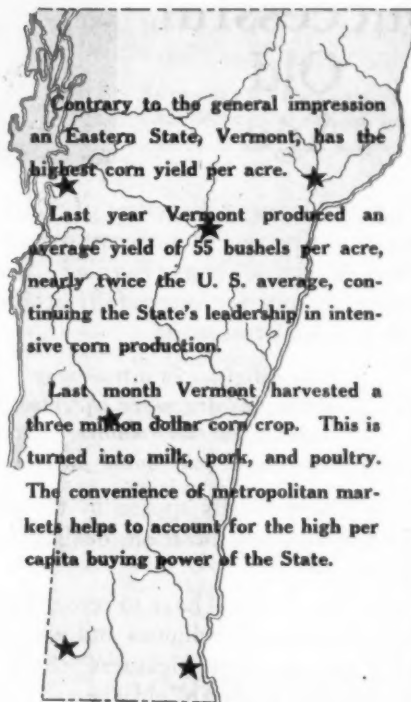 Contrary to the general impression
an Eastern State, Vermont, has the
highest corn yield per acre.
Last year Vermont produced an
average yield of 55 bushels per acre,
nearly twice the U. S. average, con-
tinuing the State's leadership in inten-
sive corn production.
Last month Vermont harvested a
three million dollar corn crop. This is
turned into milk, pork, and poultry.
The convenience of metropolitan mar-
kets helps to account for the high per
capita buying power of the State.